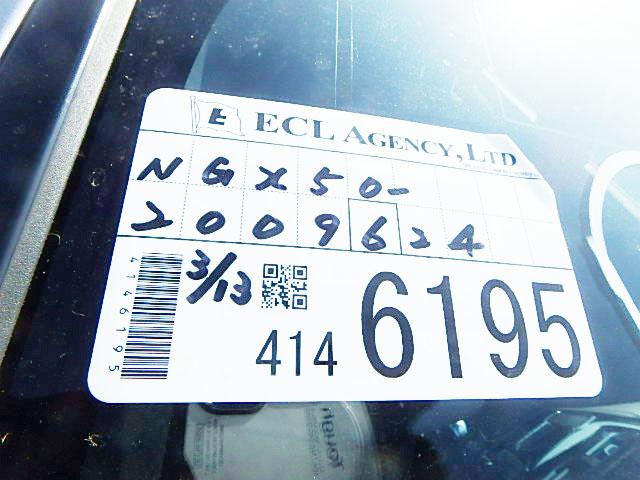 E ECL AGENCY, LTD
NGX50-
2009624
3/13
4146195
414 6195